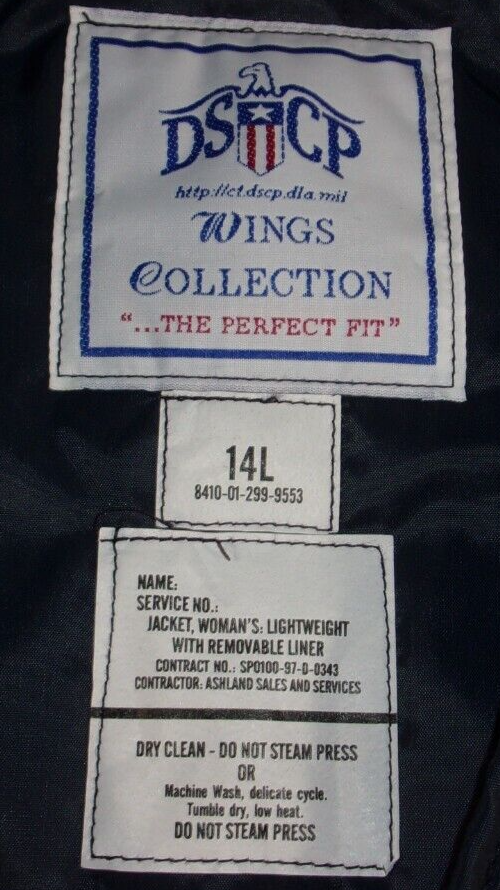 DSCP
http://ct.dscp.dla.mil
WINGS
COLLECTION
"...THE PERFECT FIT"
14L
8410-01-299-9553
NAME:
SERVICE NO.:
JACKET, WOMAN'S: LIGHTWEIGHT
WITH REMOVABLE LINER
CONTRACT NO.: SPO100-97-D-0343
CONTRACTOR: ASHLAND SALES AND SERVICES
DRY CLEAN - DO NOT STEAM PRESS
OR
Machine Wash, delicate cycle.
Tumble dry, low heat.
DO NOT STEAM PRESS